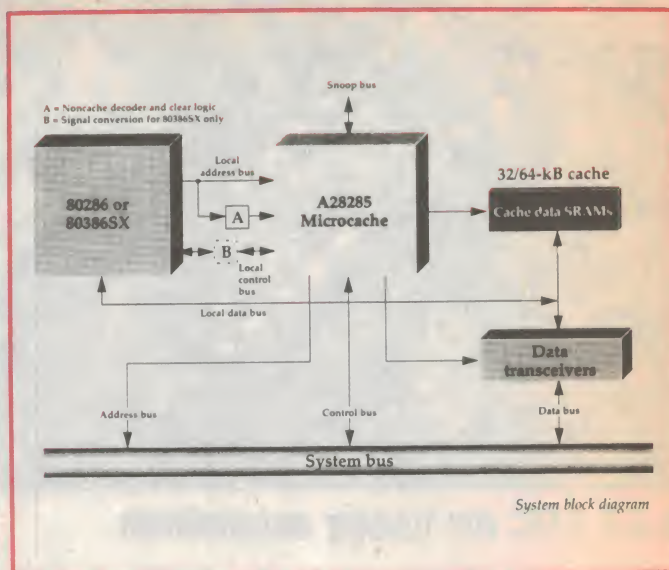 Snoop bus
A = Noncache decoder and clear logic
B = Signal conversion for 80386SX only
80286 or
80386SX
Local
address bus
A
B
Local
control
bus
A28285
Microcache
32/64-kB cache
Cache data SRAMs
Local data bus
Data
transceivers
Address bus
Control bus
Data bus
System bus
System block diagram